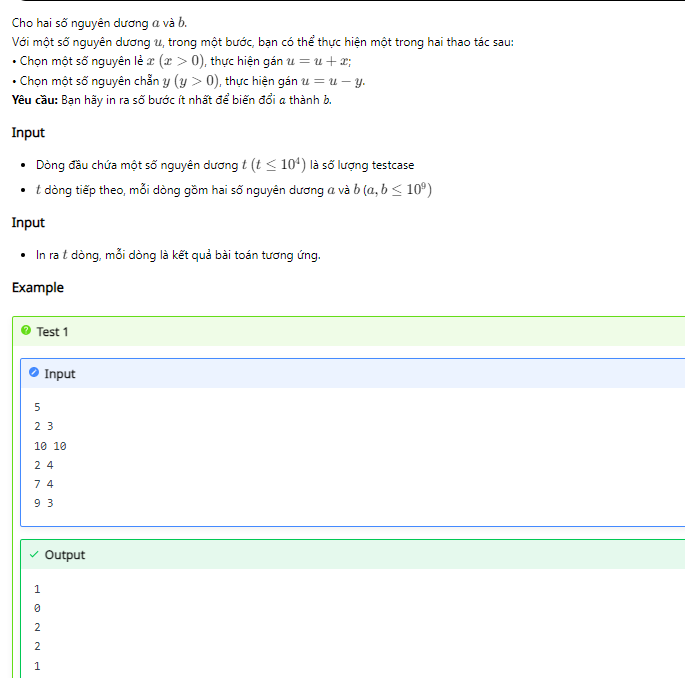 Cho hai số nguyên dương a và b.
Với một số nguyên dương u, trong một bước, bạn có thể thực hiện một trong hai thao tác sau:
• Chọn một số nguyên lẻ x (x > 0), thực hiện gán u = u + x;
• Chọn một số nguyên chẵn y (y > 0), thực hiện gán u = u − y.
Yêu cầu: Bạn hãy in ra số bước ít nhất để biến đổi a thành b.
Input
• Dòng đầu chứa một số nguyên dương t (t ≤ 10⁴) là số lượng testcase
• t dòng tiếp theo, mỗi dòng gồm hai số nguyên dương a và b (a, b ≤ 10⁹)
Input
• In ra t dòng, mỗi dòng là kết quả bài toán tương ứng.
Example
Test 1
Input
5
2 3
10 10
2 4
7 4
9 3
Output
1
0
2
2
1